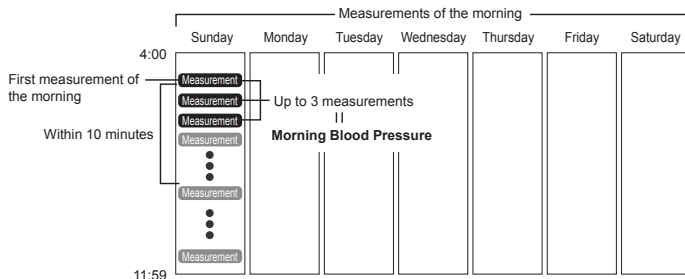 Measurements of the morning
Sunday Monday Tuesday Wednesday Thursday Friday Saturday
4:00
First measurement of
the morning
Measurement
Measurement
Up to 3 measurements
Measurement
Within 10 minutes
Measurement
Morning Blood Pressure
Measurement
Measurement
11:59